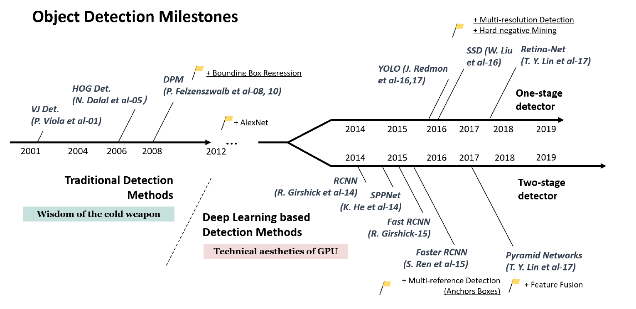 Object Detection Milestones
+ Multi-resolution Detection
+ Hard-negative Mining
SSD (W. Liu
et al-16)
Retina-Net
(T. Y. Lin et al-17)
YOLO (J. Redmon
et al-16,17)
+ Bounding Box Regression
DPM
(P. Felzenszwalb et al-08, 10)
HOG Det.
(N. Dalal et al-05)
VJ Det.
(P. Viola et al-01)
+ AlexNet
One-stage
detector
2001 2004 2006 2008 2012 ...
2014 2015 2016 2017 2018 2019
2014 2015 2016 2017 2018 2019
Two-stage
detector
Traditional Detection
Methods
Wisdom of the cold weapon
Deep Learning based
Detection Methods
Technical aesthetics of GPU
RCNN
(R. Girshick et al-14)
SPPNet
(K. He et al-14)
Fast RCNN
(R. Girshick-15)
Faster RCNN
(S. Ren et al-15)
Pyramid Networks
(T. Y. Lin et al-17)
+ Multi-reference Detection
(Anchors Boxes)
+ Feature Fusion